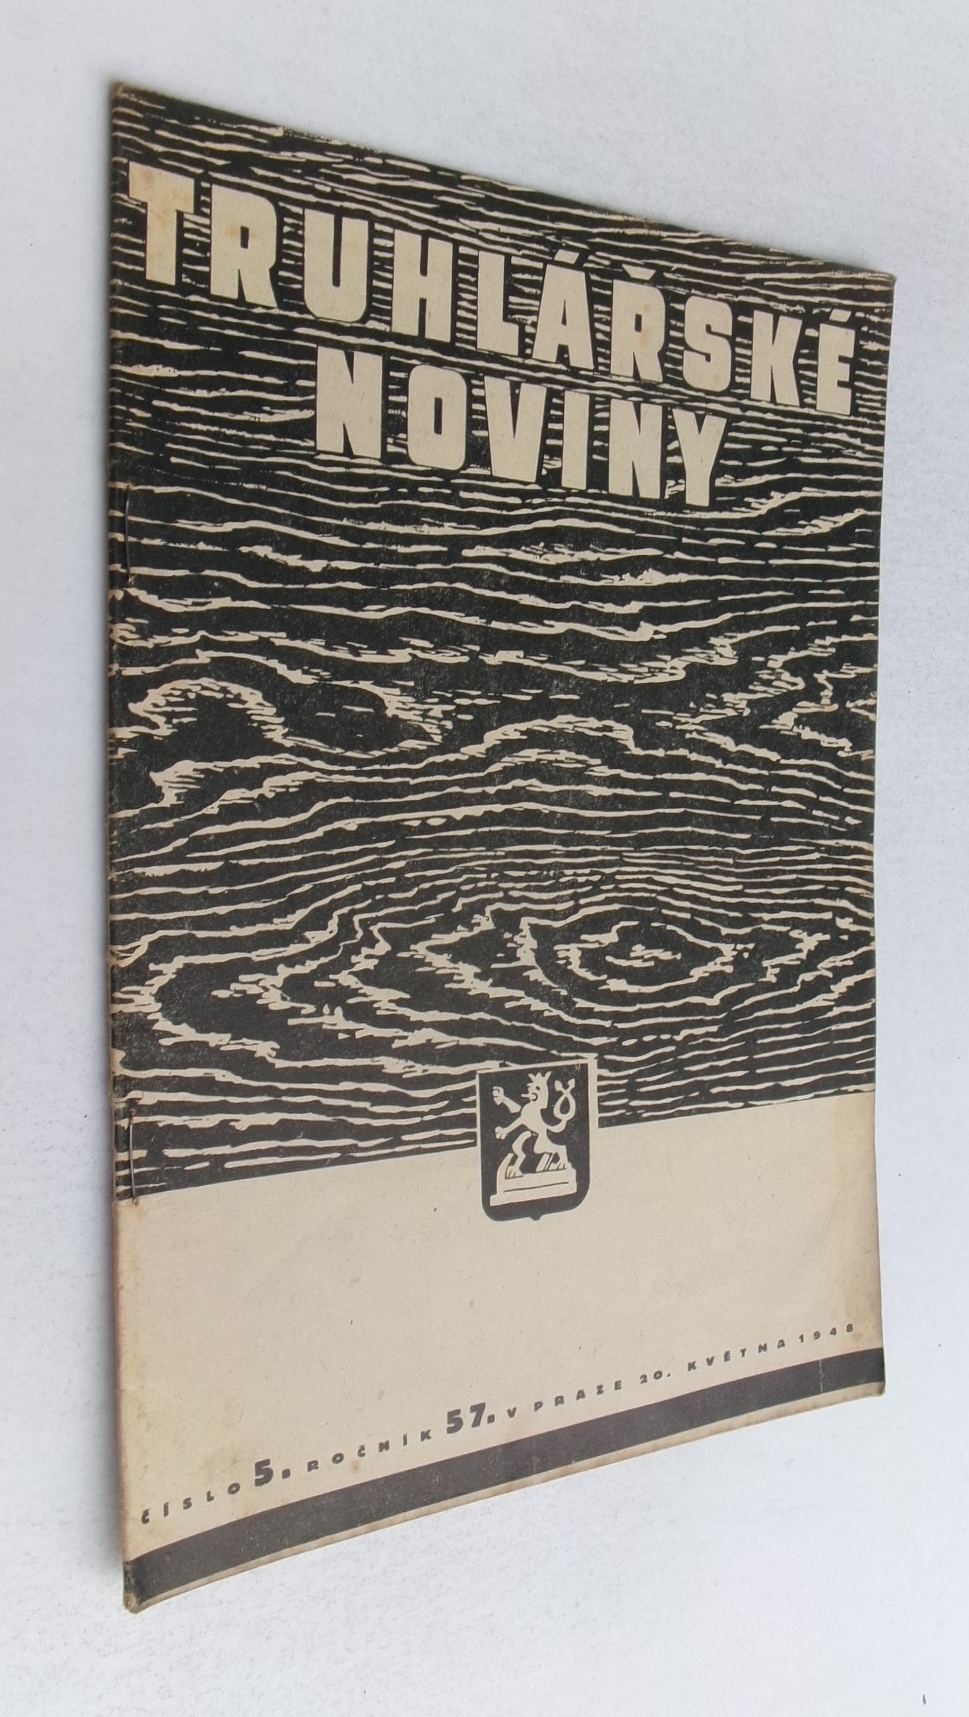 TRUHLÁŘSKÉ
NOVINY
ČÍSLO 5. ROČNÍK 57. V PRAZE 20. KVĚTNA 1948